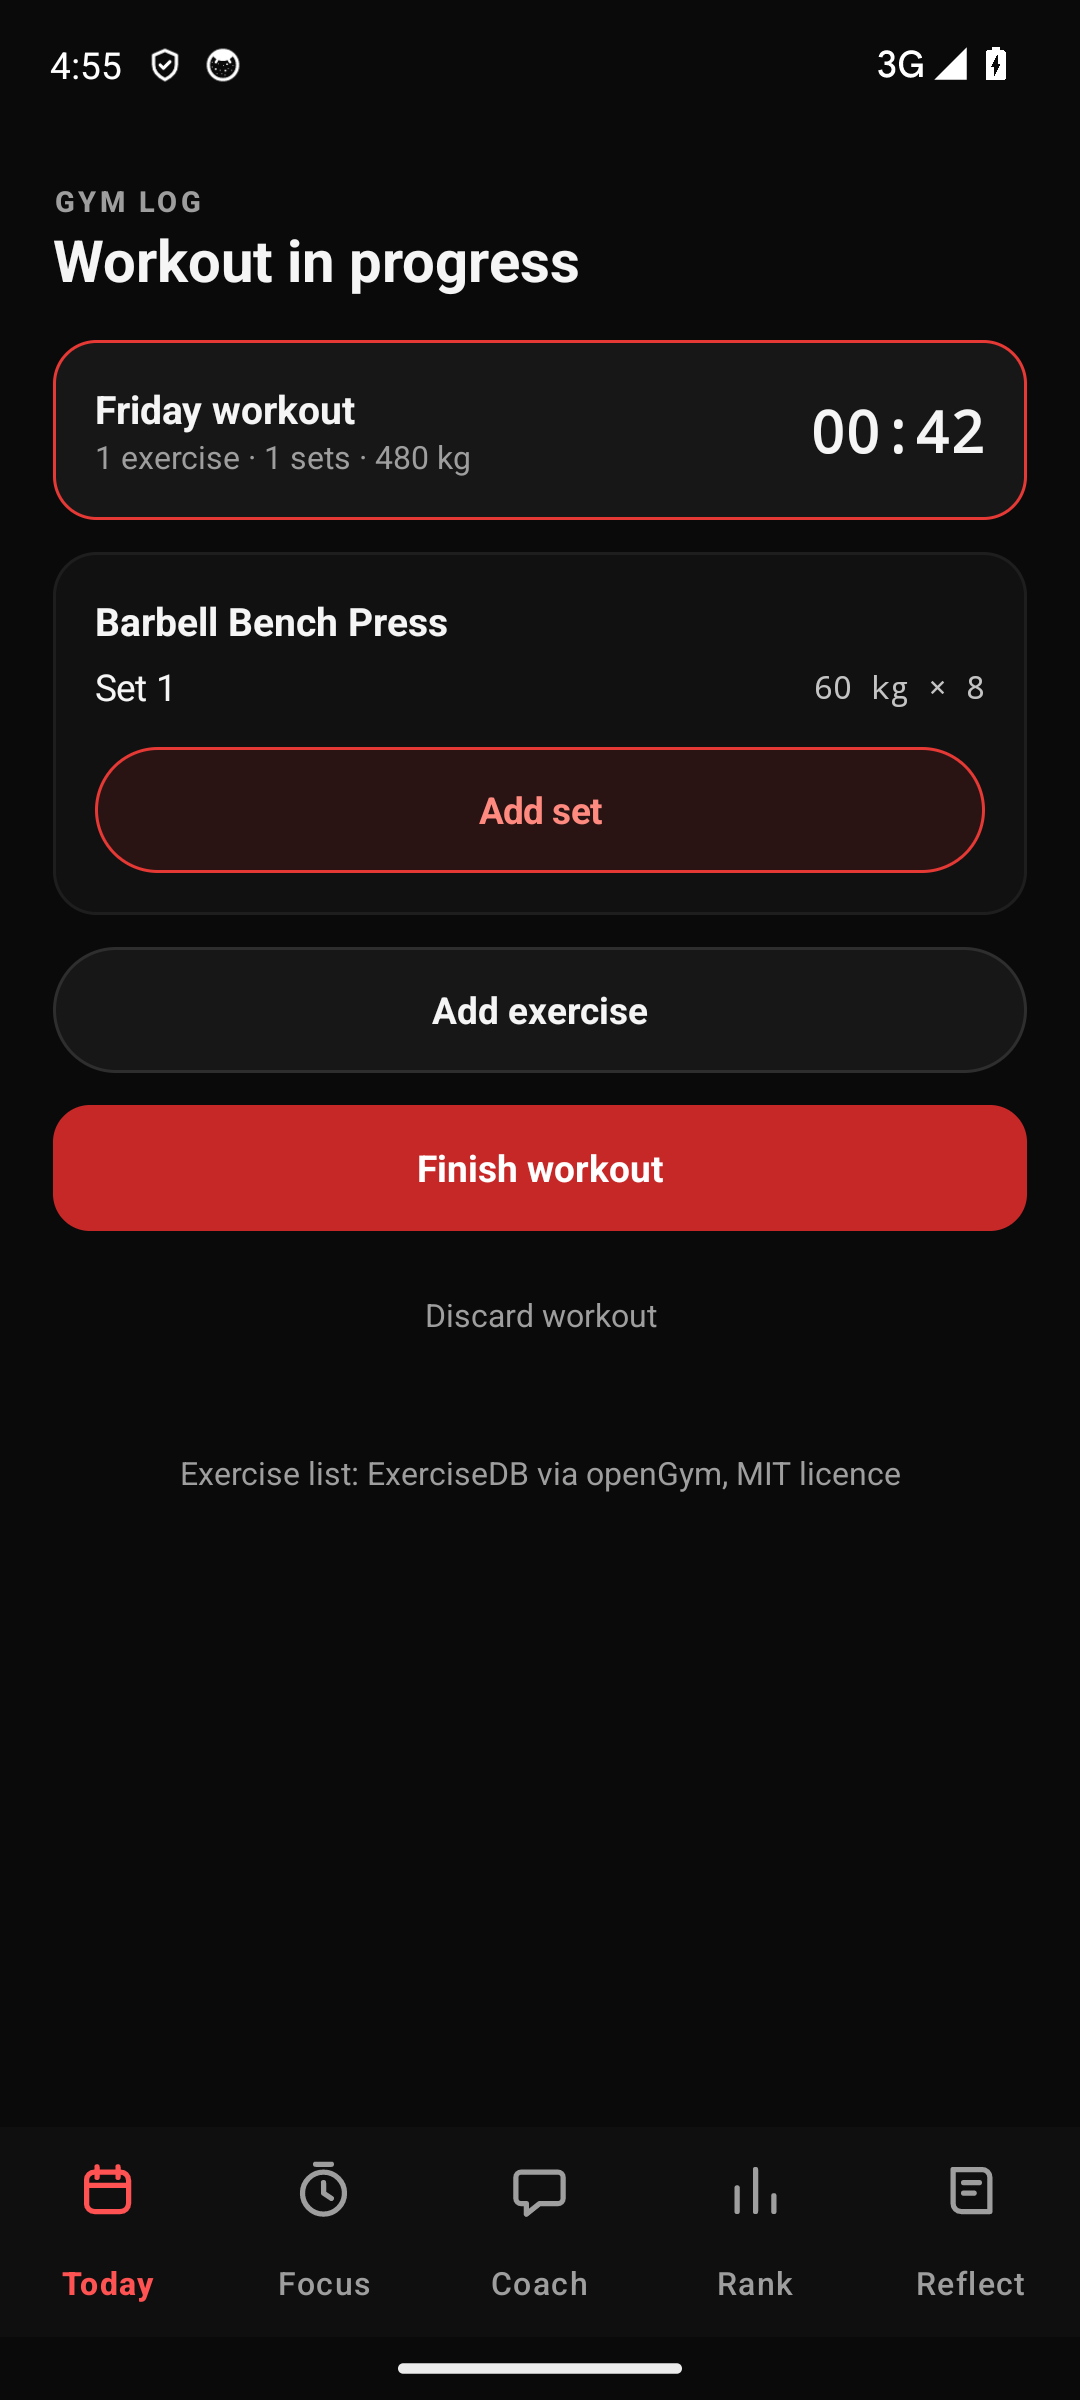 4:55
3G
GYM LOG
Workout in progress
Friday workout
00:42
1 exercise · 1 sets · 480 kg
Barbell Bench Press
Set 1
60 kg × 8
Add set
Add exercise
Finish workout
Discard workout
Exercise list: ExerciseDB via openGym, MIT licence
Today
Focus
Coach
Rank
Reflect